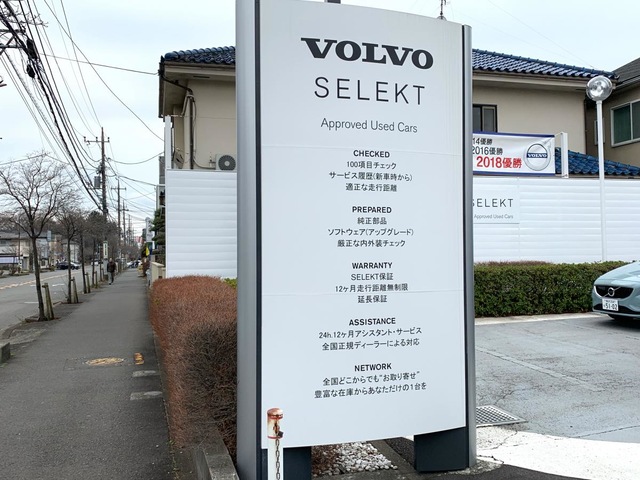 VOLVO
SELEKT
Approved Used Cars
CHECKED
100項目チェック
サービス履歴(新車時から)
適正な走行距離
PREPARED
純正部品
ソフトウェア(アップグレード)
厳正な内外装チェック
WARRANTY
SELEKT保証
12ヶ月走行距離無制限
延長保証
ASSISTANCE
24h.12ヶ月アシスタント・サービス
全国正規ディーラーによる対応
NETWORK
全国どこからでも"お取り寄せ"
豊富な在庫からあなただけの1台を
14優勝
2016優勝
2018優勝
VOLVO
SELEKT
Approved Used Cars
51-02